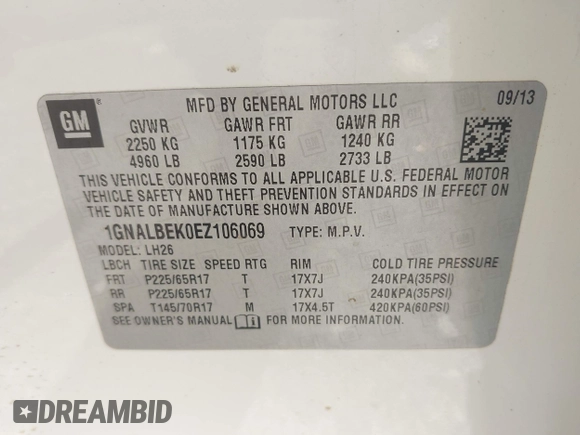 GM ®
MFD BY GENERAL MOTORS LLC 09/13
GVWR GAWR FRT GAWR RR
2250 KG 1175 KG 1240 KG
4960 LB 2590 LB 2733 LB
THIS VEHICLE CONFORMS TO ALL APPLICABLE U.S. FEDERAL MOTOR
VEHICLE SAFETY AND THEFT PREVENTION STANDARDS IN EFFECT ON
THE DATE OF MANUFACTURE SHOWN ABOVE.
1GNALBEK0EZ106069 TYPE: M.P.V.
MODEL: LH26
LBCH TIRE SIZE SPEED RTG RIM COLD TIRE PRESSURE
FRT P225/65R17 T 17X7J 240KPA(35PSI)
RR P225/65R17 T 17X7J 240KPA(35PSI)
SPA T145/70R17 M 17X4.5T 420KPA(60PSI)
SEE OWNER'S MANUAL FOR MORE INFORMATION.
DREAMBID